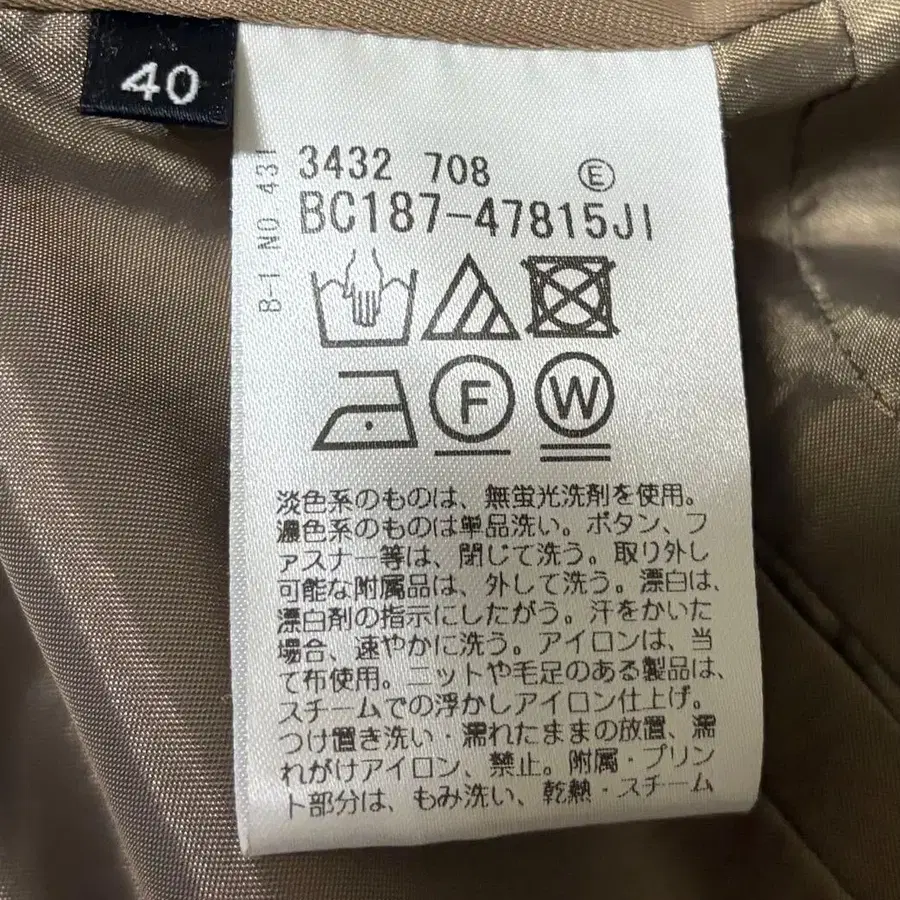 40
B-1 NO 431
3432 708 E
BC187-47815JI
F W
淡色系のものは、無蛍光洗剤を使用。
濃色系のものは単品洗い。ボタン、フ
ァスナー等は、閉じて洗う。取り外し
可能な附属品は、外して洗う。漂白は、
漂白剤の指示にしたがう。汗をかいた
場合、速やかに洗う。アイロンは、当
て布使用。ニットや毛足のある製品は、
スチームでの浮かしアイロン仕上げ。
つけ置き洗い・濡れたままの放置、濡
れがけアイロン、禁止。附属・プリン
ト部分は、もみ洗い、乾熱・スチーム